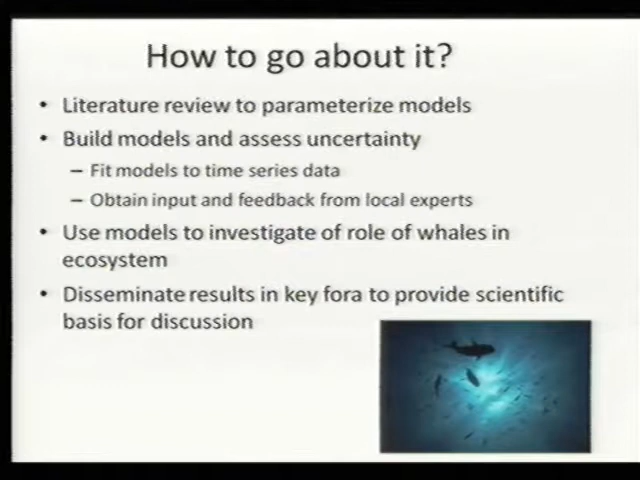 How to go about it?
• Literature review to parameterize models
• Build models and assess uncertainty
– Fit models to time series data
– Obtain input and feedback from local experts
• Use models to investigate of role of whales in
ecosystem
• Disseminate results in key fora to provide scientific
basis for discussion